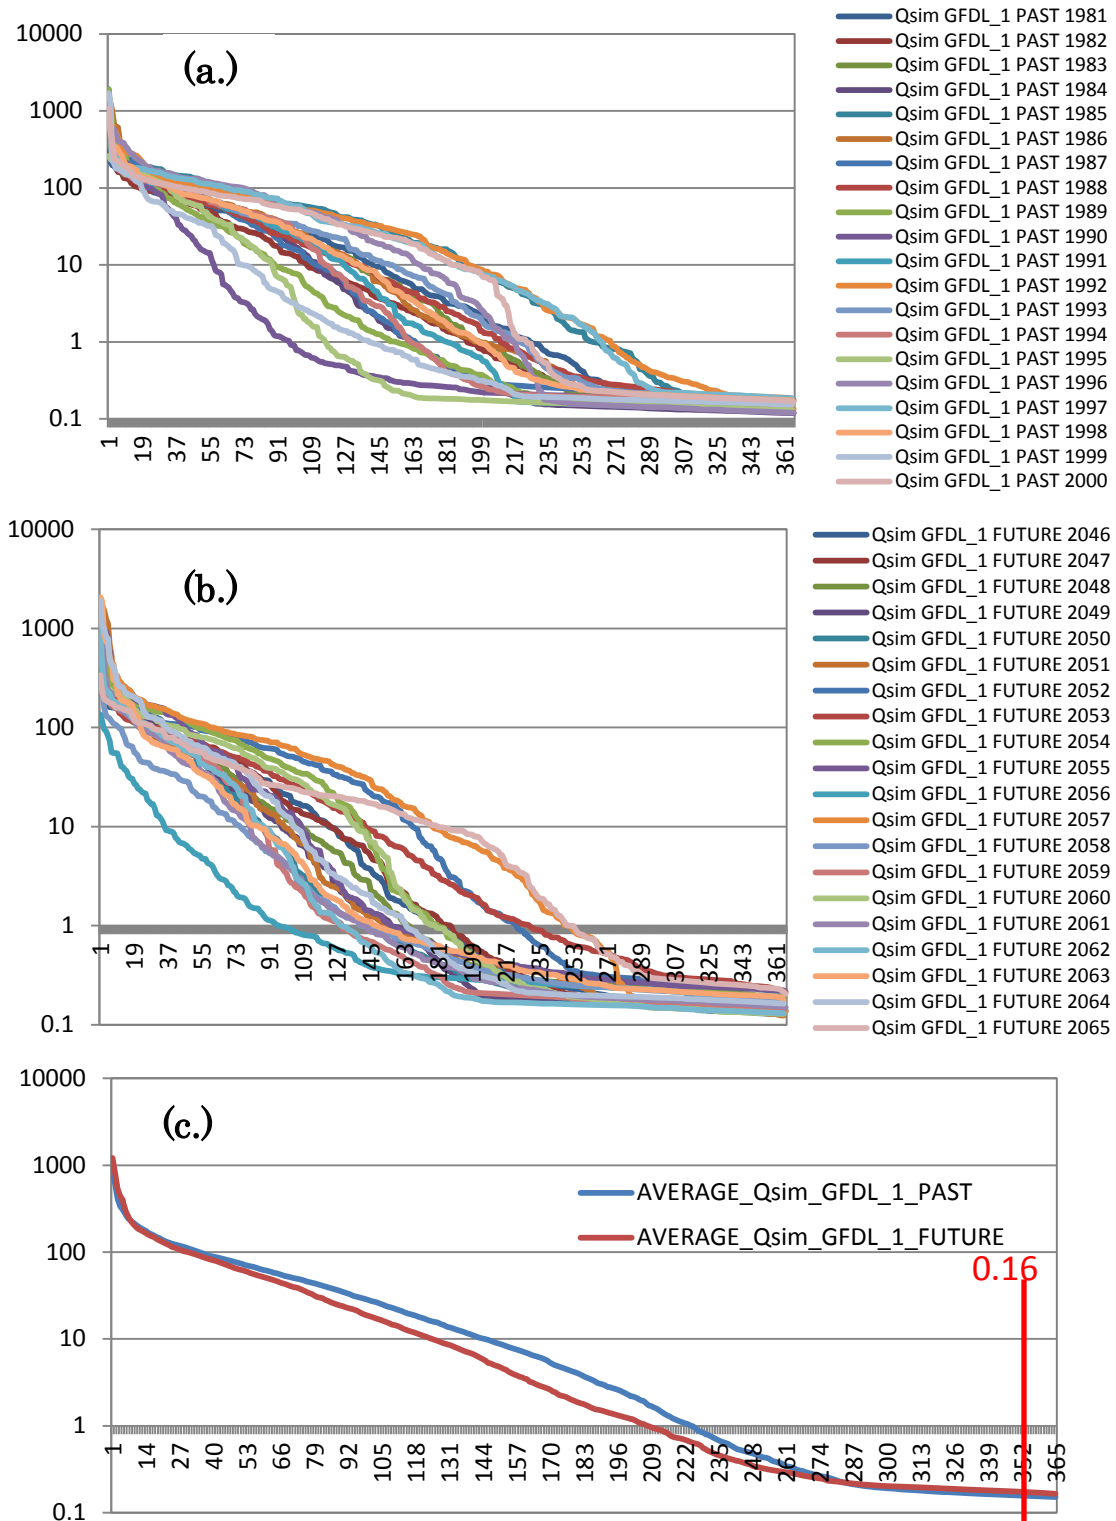 (a.)
10000
1000
100
10
1
0.1
1 19 37 55 73 91 109 127 145 163 181 199 217 235 253 271 289 307 325 343 361
Qsim GFDL_1 PAST 1981
Qsim GFDL_1 PAST 1982
Qsim GFDL_1 PAST 1983
Qsim GFDL_1 PAST 1984
Qsim GFDL_1 PAST 1985
Qsim GFDL_1 PAST 1986
Qsim GFDL_1 PAST 1987
Qsim GFDL_1 PAST 1988
Qsim GFDL_1 PAST 1989
Qsim GFDL_1 PAST 1990
Qsim GFDL_1 PAST 1991
Qsim GFDL_1 PAST 1992
Qsim GFDL_1 PAST 1993
Qsim GFDL_1 PAST 1994
Qsim GFDL_1 PAST 1995
Qsim GFDL_1 PAST 1996
Qsim GFDL_1 PAST 1997
Qsim GFDL_1 PAST 1998
Qsim GFDL_1 PAST 1999
Qsim GFDL_1 PAST 2000
(b.)
10000
1000
100
10
1
0.1
1 19 37 55 73 91 109 127 145 163 181 199 217 235 253 271 289 307 325 343 361
Qsim GFDL_1 FUTURE 2046
Qsim GFDL_1 FUTURE 2047
Qsim GFDL_1 FUTURE 2048
Qsim GFDL_1 FUTURE 2049
Qsim GFDL_1 FUTURE 2050
Qsim GFDL_1 FUTURE 2051
Qsim GFDL_1 FUTURE 2052
Qsim GFDL_1 FUTURE 2053
Qsim GFDL_1 FUTURE 2054
Qsim GFDL_1 FUTURE 2055
Qsim GFDL_1 FUTURE 2056
Qsim GFDL_1 FUTURE 2057
Qsim GFDL_1 FUTURE 2058
Qsim GFDL_1 FUTURE 2059
Qsim GFDL_1 FUTURE 2060
Qsim GFDL_1 FUTURE 2061
Qsim GFDL_1 FUTURE 2062
Qsim GFDL_1 FUTURE 2063
Qsim GFDL_1 FUTURE 2064
Qsim GFDL_1 FUTURE 2065
(c.)
10000
1000
100
10
1
0.1
AVERAGE_Qsim_GFDL_1_PAST
AVERAGE_Qsim_GFDL_1_FUTURE
0.16
1 14 27 40 53 66 79 92 105 118 131 144 157 170 183 196 209 222 235 248 261 274 287 300 313 326 339 352 365